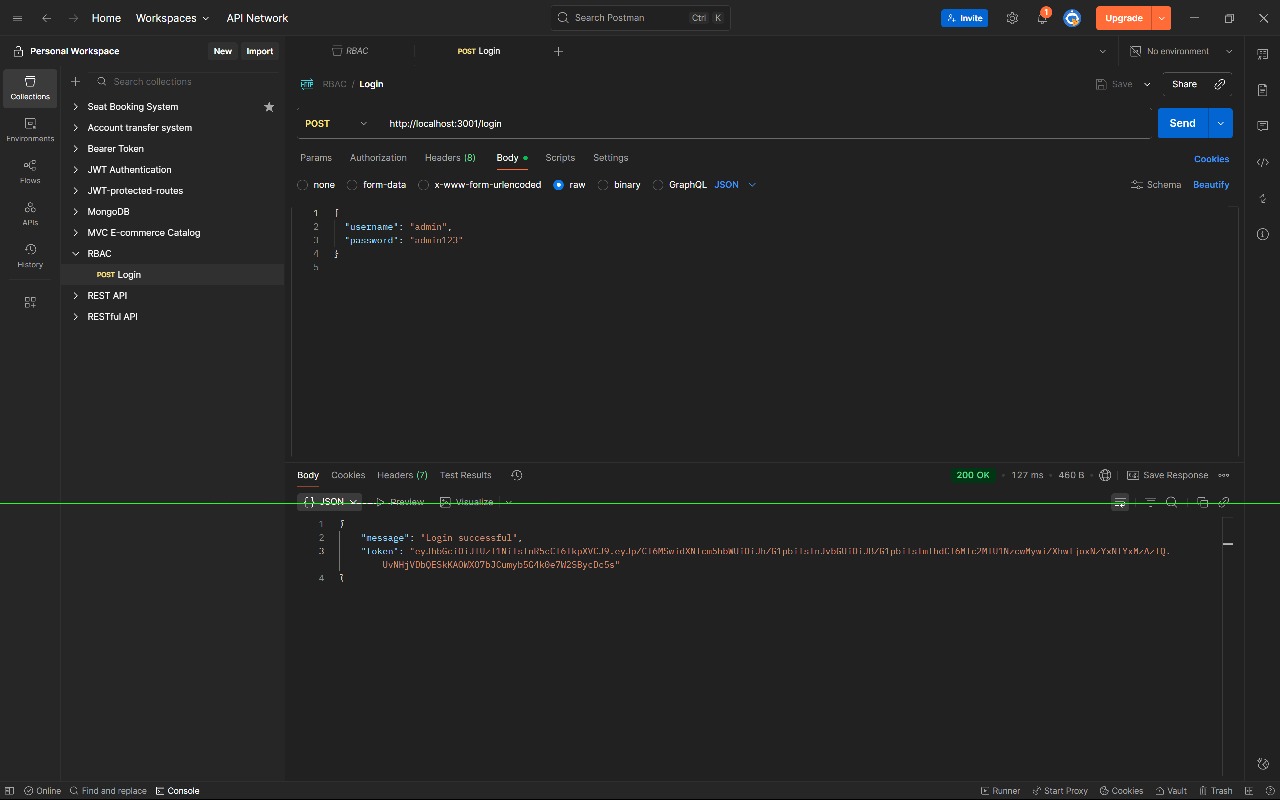 Home Workspaces API Network Search Postman Ctrl K Invite 1 Upgrade
Personal Workspace New Import RBAC POST Login No environment
Collections
Search collections
RBAC / Login Save Share
Seat Booking System
Account transfer system
Bearer Token
JWT Authentication
JWT-protected-routes
MongoDB
MVC E-commerce Catalog
RBAC
POST Login
REST API
RESTful API
Environments
Flows
APIs
History
POST http://localhost:3001/login Send
Params Authorization Headers (8) Body Scripts Settings Cookies
none form-data x-www-form-urlencoded raw binary GraphQL JSON Schema Beautify
1 {
2 "username": "admin",
3 "password": "admin123"
4 }
5
Body Cookies Headers (7) Test Results 200 OK 127 ms 460 B Save Response
{} JSON Preview Visualize
1 {
2 "message": "Login successful",
3 "token":
4 }
Online Find and replace Console Runner Start Proxy Cookies Vault Trash